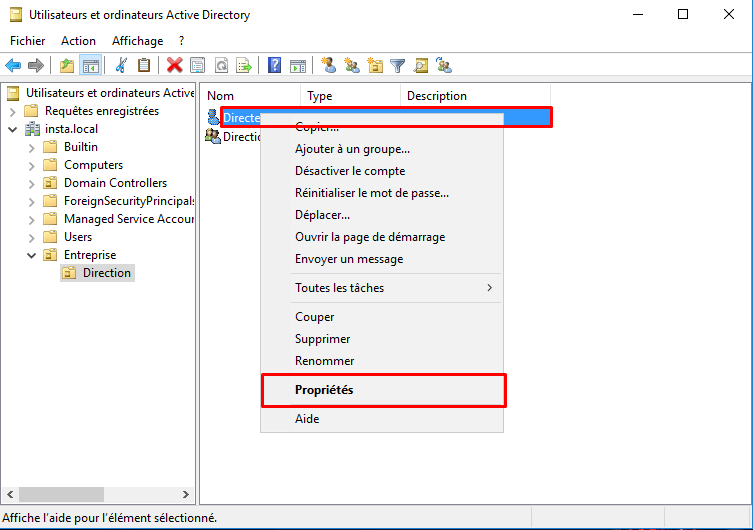 Utilisateurs et ordinateurs Active Directory
Fichier Action Affichage ?
Utilisateurs et ordinateurs Active
Requêtes enregistrées
insta.local
Builtin
Computers
Domain Controllers
ForeignSecurityPrincipals
Managed Service Accour
Users
Entreprise
Direction
Nom Type Description
Directe
Directio
Copier...
Ajouter à un groupe...
Désactiver le compte
Réinitialiser le mot de passe...
Déplacer...
Ouvrir la page de démarrage
Envoyer un message
Toutes les tâches
Couper
Supprimer
Renommer
Propriétés
Aide
Affiche l'aide pour l'élément sélectionné.